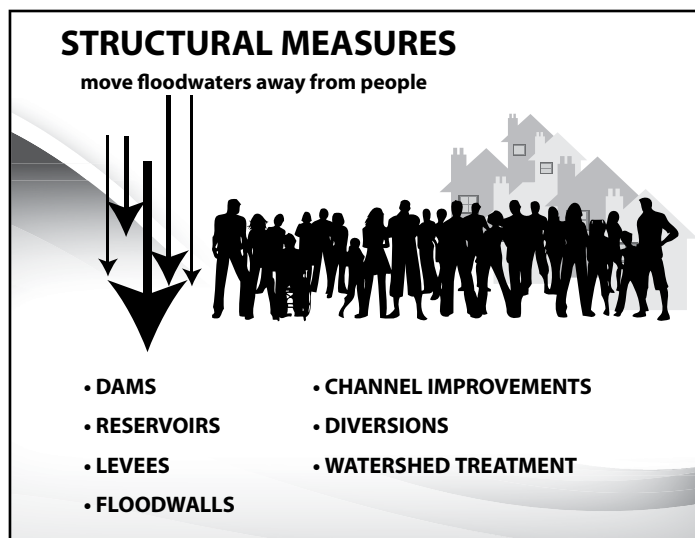 STRUCTURAL MEASURES
move floodwaters away from people
• DAMS
• RESERVOIRS
• LEVEES
• FLOODWALLS
• CHANNEL IMPROVEMENTS
• DIVERSIONS
• WATERSHED TREATMENT